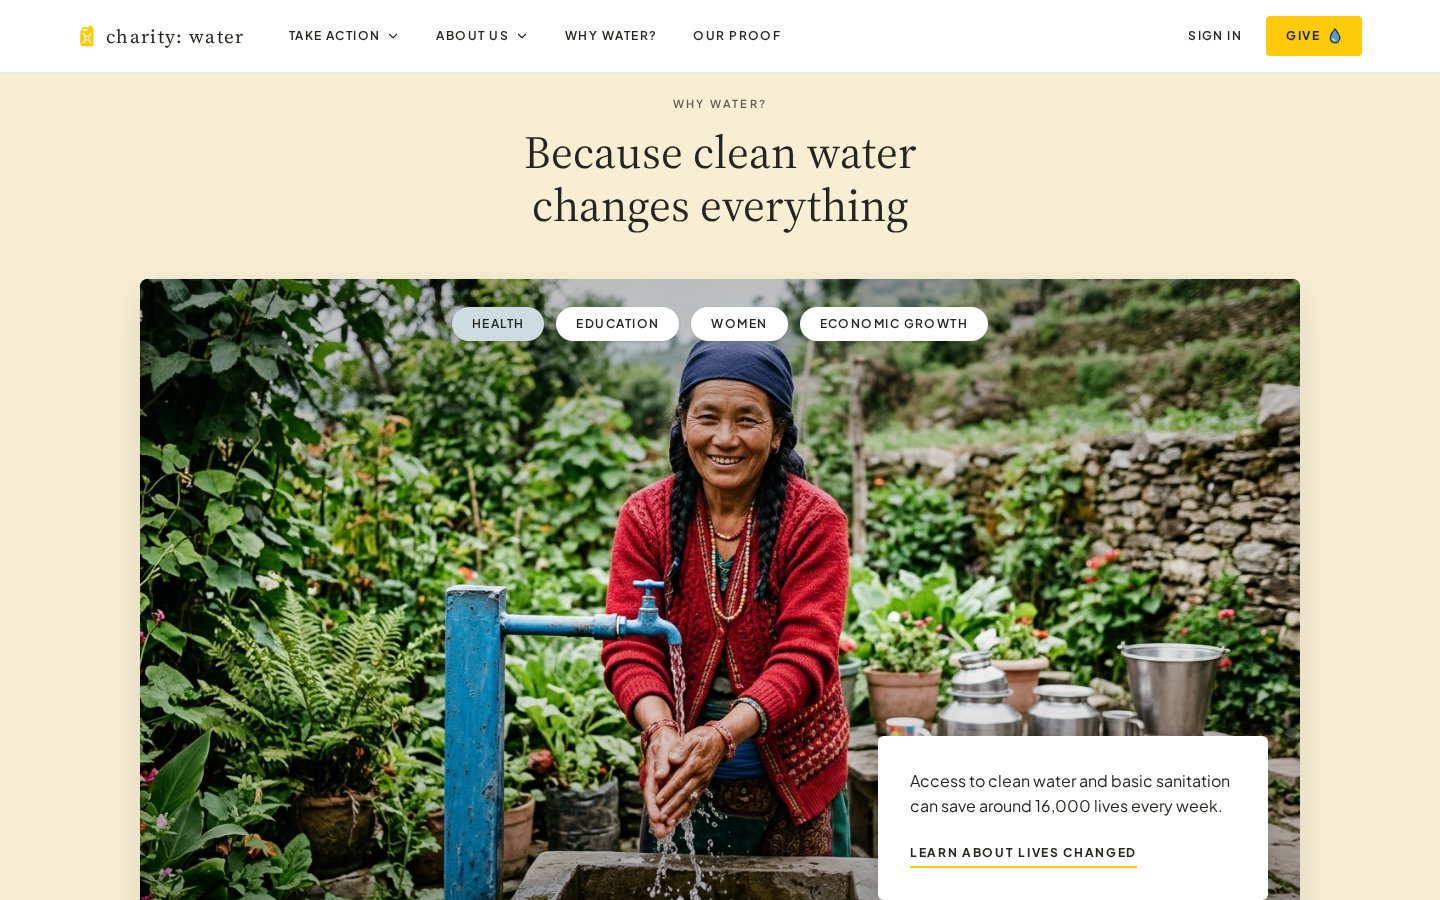 charity: water
TAKE ACTION
ABOUT US
WHY WATER?
OUR PROOF
SIGN IN
GIVE
WHY WATER?
Because clean water
changes everything
HEALTH
EDUCATION
WOMEN
ECONOMIC GROWTH
Access to clean water and basic sanitation
can save around 16,000 lives every week.
LEARN ABOUT LIVES CHANGED